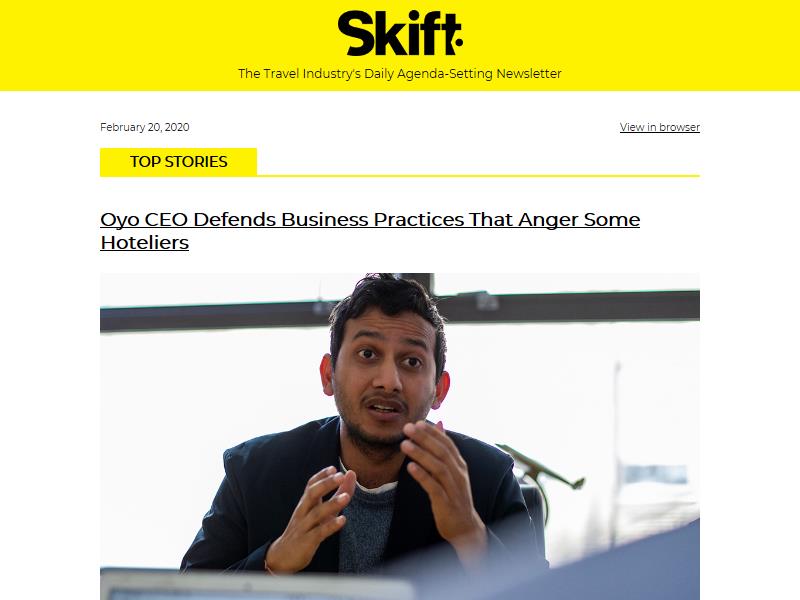 Skift
The Travel Industry's Daily Agenda-Setting Newsletter
February 20, 2020
View in browser
TOP STORIES
Oyo CEO Defends Business Practices That Anger Some
Hoteliers